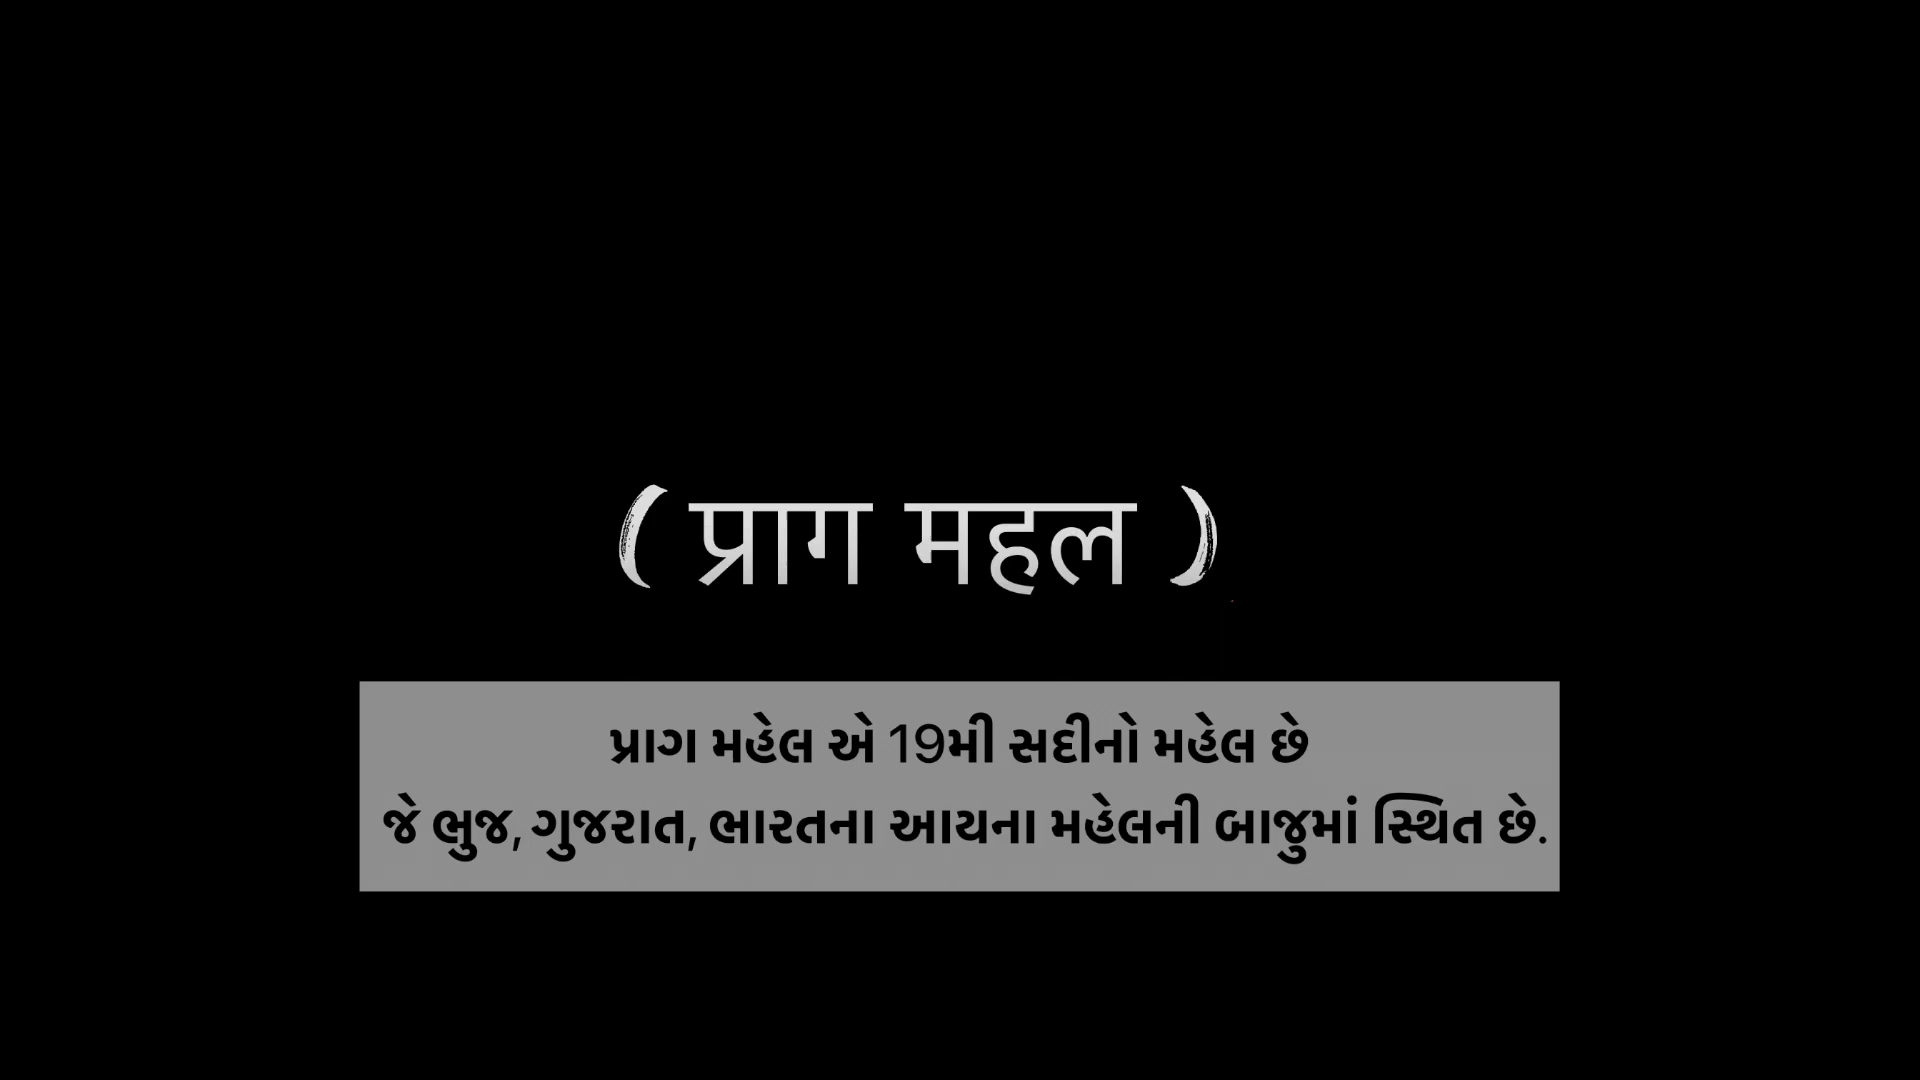 ( प्राग महल )
પ્રાગ મહેલ એ 19મી સદીનો મહેલ છે
જે ભુજ, ગુજરાત, ભારતના આયના મહેલની બાજુમાં સ્થિત છે.